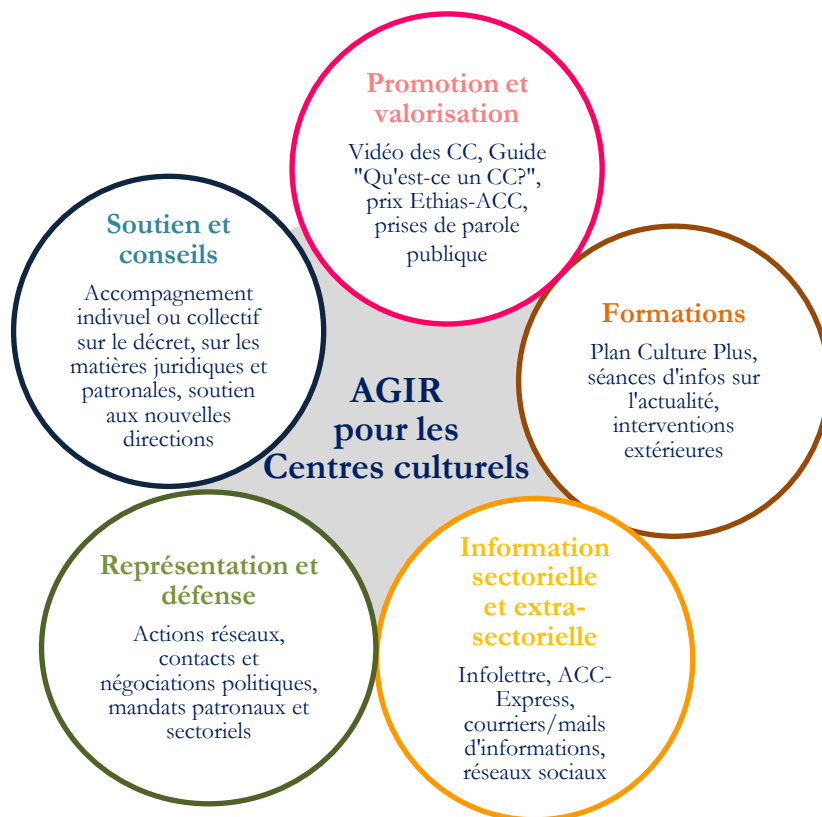 Promotion et
valorisation
Vidéo des CC, Guide
"Qu'est-ce un CC?",
prix Ethias-ACC,
prises de parole
publique
Soutien et
conseils
Accompagnement
indivuel ou collectif
sur le décret, sur les
matières juridiques et
patronales, soutien
aux nouvelles
directions
Formations
Plan Culture Plus,
séances d'infos sur
l'actualité,
interventions
extérieures
AGIR
pour les
Centres culturels
Représentation et
défense
Actions réseaux,
contacts et
négociations politiques,
mandats patronaux et
sectoriels
Information
sectorielle
et extra-
sectorielle
Infolettre, ACC-
Express,
courriers/mails
d'informations,
réseaux sociaux